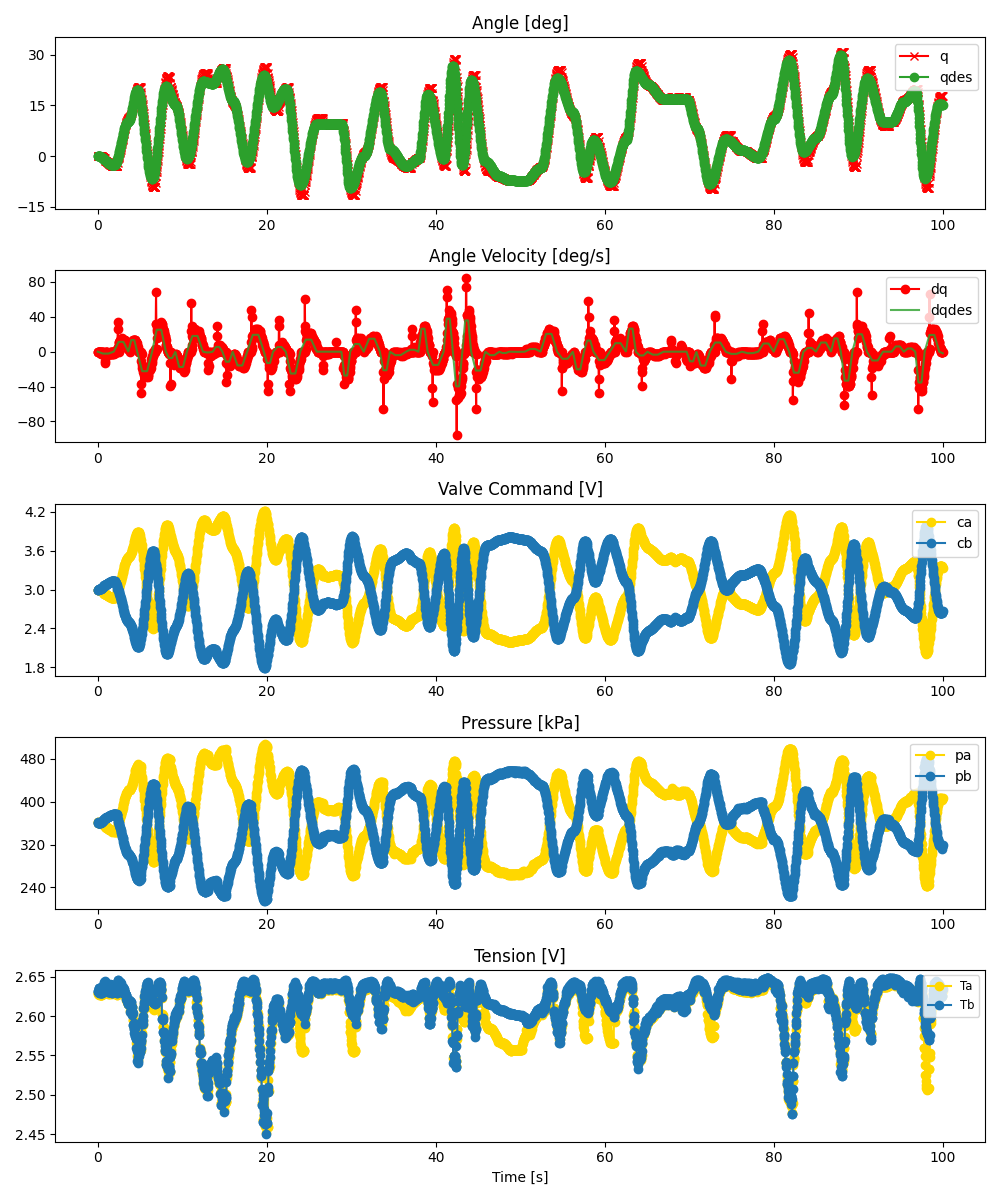 Angle [deg]
30
15
0
−15
q
qdes
0 20 40 60 80 100
Angle Velocity [deg/s]
80
40
0
−40
−80
dq
dqdes
0 20 40 60 80 100
Valve Command [V]
4.2
3.6
3.0
2.4
1.8
ca
cb
0 20 40 60 80 100
Pressure [kPa]
480
400
320
240
pa
pb
0 20 40 60 80 100
Tension [V]
2.65
2.60
2.55
2.50
2.45
Ta
Tb
0 20 40 60 80 100
Time [s]